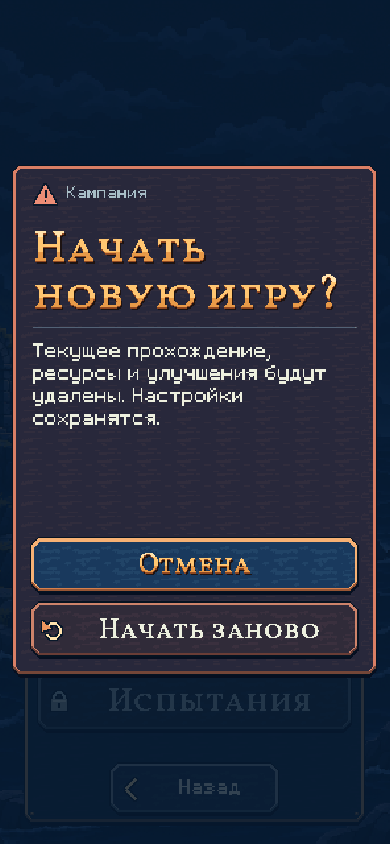 Кампания
Начать
новую игру?
Текущее прохождение,
ресурсы и улучшения будут
удалены. Настройки
сохранятся.
Отмена
Начать заново
Испытания
Назад